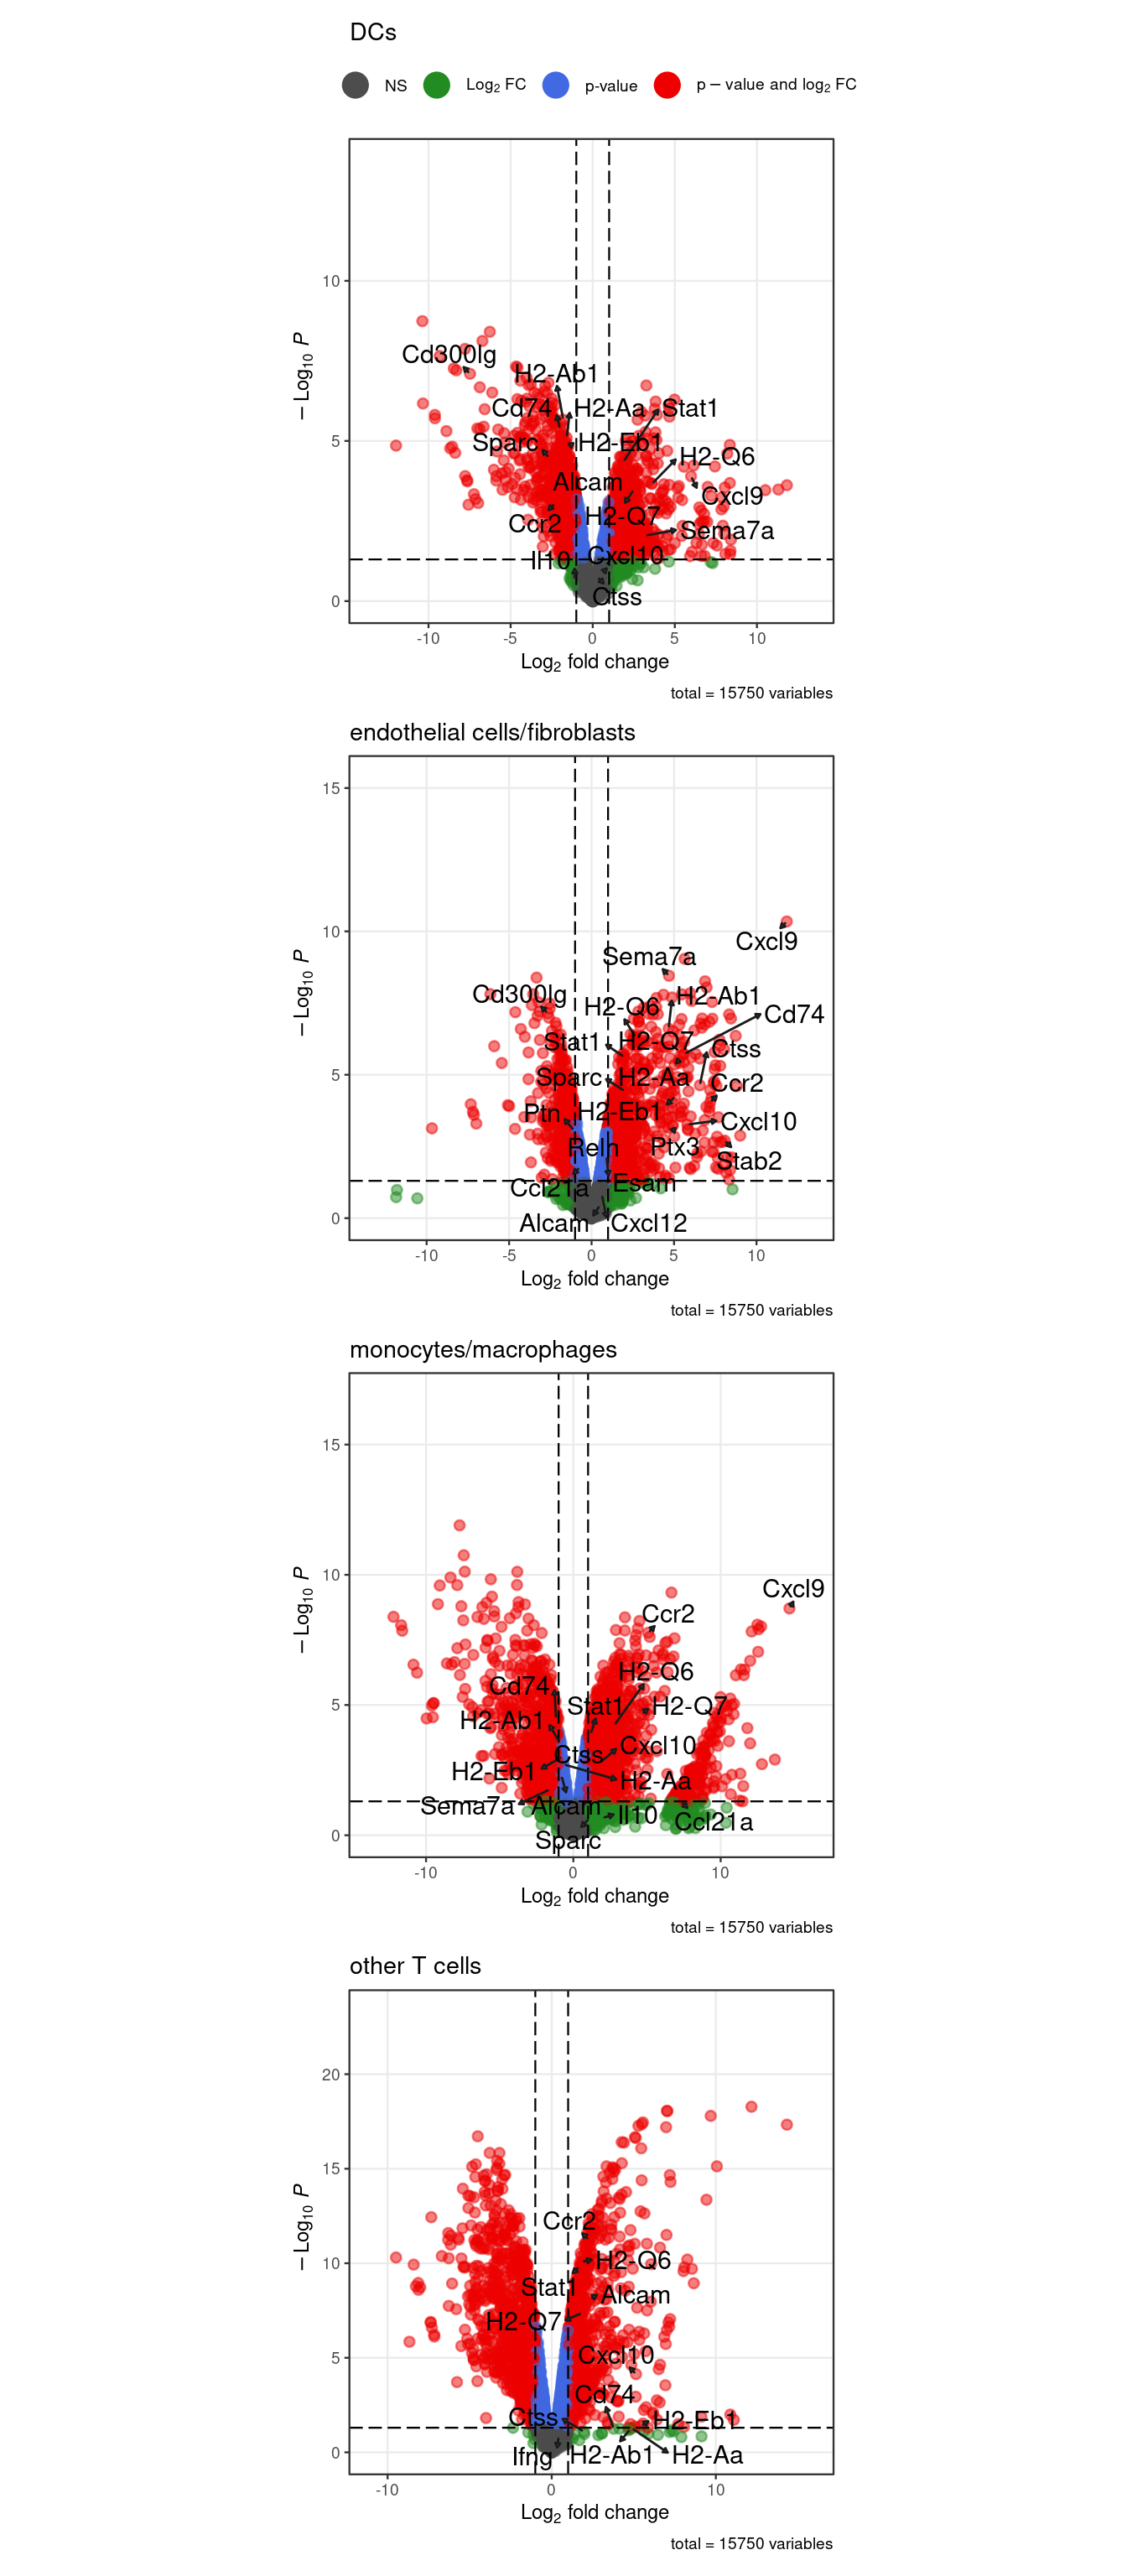 DCs
NS Log2 FC p-value p − value and log2 FC
10
5
0
Cd300lg
H2-Ab1
Cd74 H2-Aa Stat1
Sparc H2-Eb1
H2-Q6
Alcam
Cxcl9
Ccr2 H2-Q7
Sema7a
Il10 Cxcl10
Ctss
− Log10 P
-10 -5 0 5 10
Log2 fold change
total = 15750 variables
endothelial cells/fibroblasts
15
10
5
0
Cxcl9
Sema7a
Cd300lg H2-Ab1
H2-Q6
Cd74
Stat1 H2-Q7
Ctss
Sparc H2-Aa
Ccr2
Ptn H2-Eb1
Cxcl10
Reln Ptx3
Stab2
Ccl21a Esam
Alcam Cxcl12
− Log10 P
-10 -5 0 5 10
Log2 fold change
total = 15750 variables
monocytes/macrophages
15
10
5
0
Cxcl9
Ccr2
H2-Q6
Cd74
Stat1 H2-Q7
H2-Ab1
Cxcl10
Ctss
H2-Eb1
H2-Aa
Sema7a Alcam
Il10
Ccl21a
Sparc
− Log10 P
-10 0 10
Log2 fold change
total = 15750 variables
other T cells
20
15
10
5
0
Ccr2
H2-Q6
Stat1
Alcam
H2-Q7
Cxcl10
Cd74
Ctss H2-Eb1
Ifng H2-Ab1 H2-Aa
− Log10 P
-10 0 10
Log2 fold change
total = 15750 variables